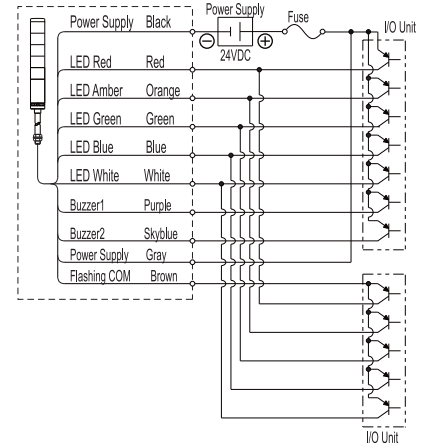 Power Supply Black
Power Supply
24VDC
Fuse
I/O Unit
LED Red Red
LED Amber Orange
LED Green Green
LED Blue Blue
LED White White
Buzzer1 Purple
Buzzer2 Skyblue
Power Supply Gray
Flashing COM Brown
I/O Unit